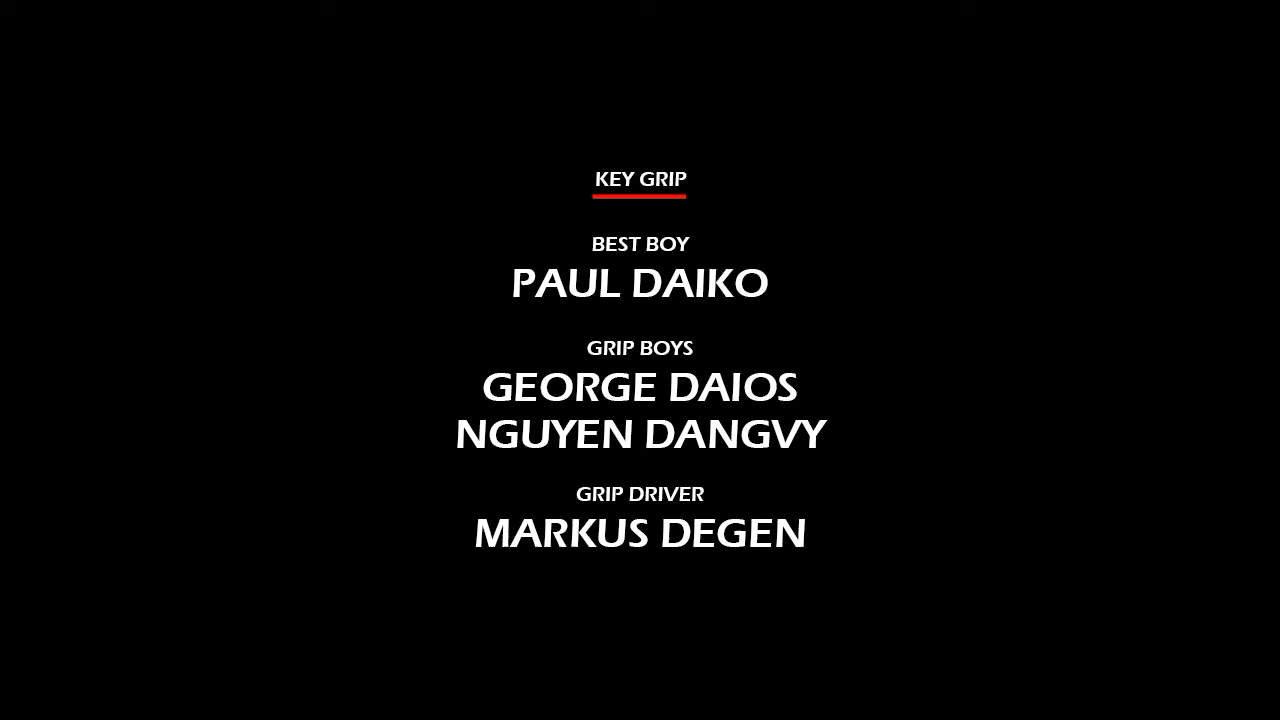 KEY GRIP
BEST BOY
PAUL DAIKO
GRIP BOYS
GEORGE DAIOS
NGUYEN DANGVY
GRIP DRIVER
MARKUS DEGEN